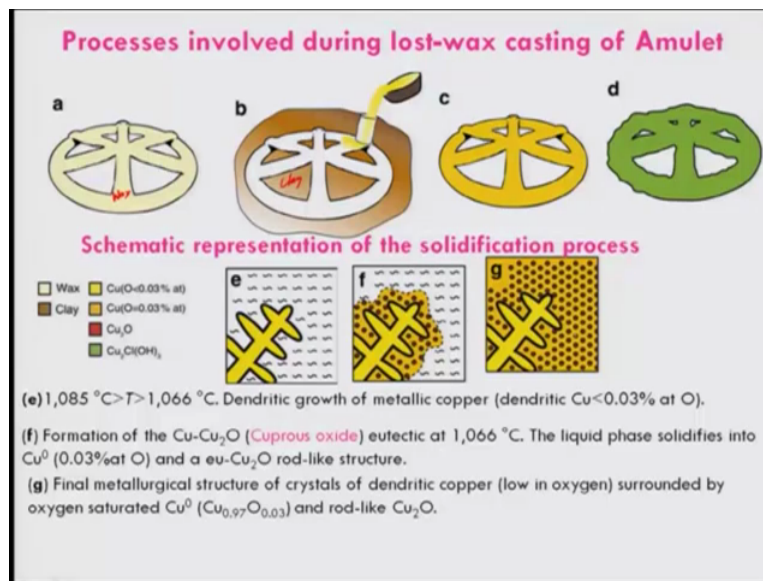 Processes involved during lost-wax casting of Amulet
a
b
c
d
Wax
Clay
Schematic representation of the solidification process
Wax
Cu(O<0.03% at)
Clay
Cu(O=0.03% at)
Cu₂O
Cu₂Cl(OH)₃
e
f
g
(e)1,085 °C>T>1,066 °C. Dendritic growth of metallic copper (dendritic Cu<0.03% at O).
(f) Formation of the Cu-Cu₂O (Cuprous oxide) eutectic at 1,066 °C. The liquid phase solidifies into
Cu⁰ (0.03%at O) and a eu-Cu₂O rod-like structure.
(g) Final metallurgical structure of crystals of dendritic copper (low in oxygen) surrounded by
oxygen saturated Cu⁰ (Cu₀.₉₇O₀.₀₃) and rod-like Cu₂O.